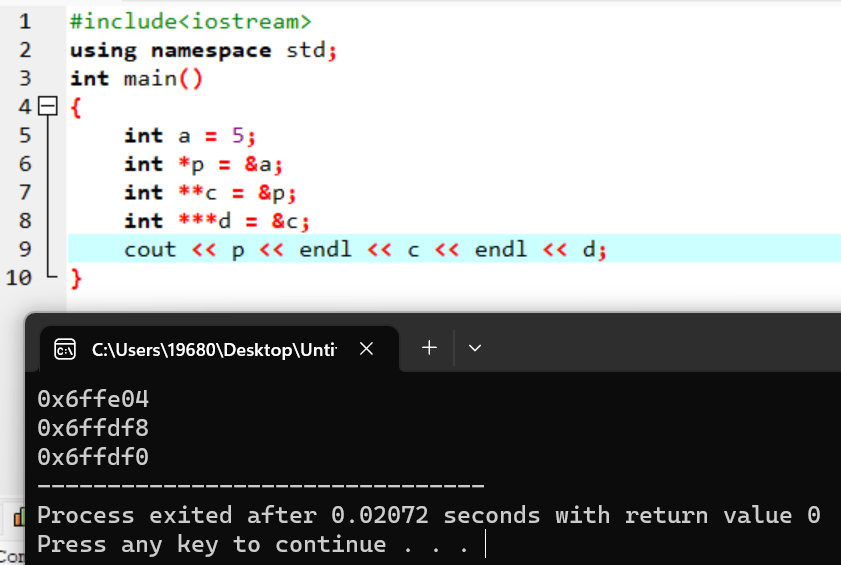 1 #include<iostream>
2 using namespace std;
3 int main()
4 {
5     int a = 5;
6     int *p = &a;
7     int **c = &p;
8     int ***d = &c;
9     cout << p << endl << c << endl << d;
10 }
C:\Users\19680\Desktop\Unti
0x6ffe04
0x6ffdf8
0x6ffdf0
--------------------------------
Process exited after 0.02072 seconds with return value 0
Press any key to continue . . .